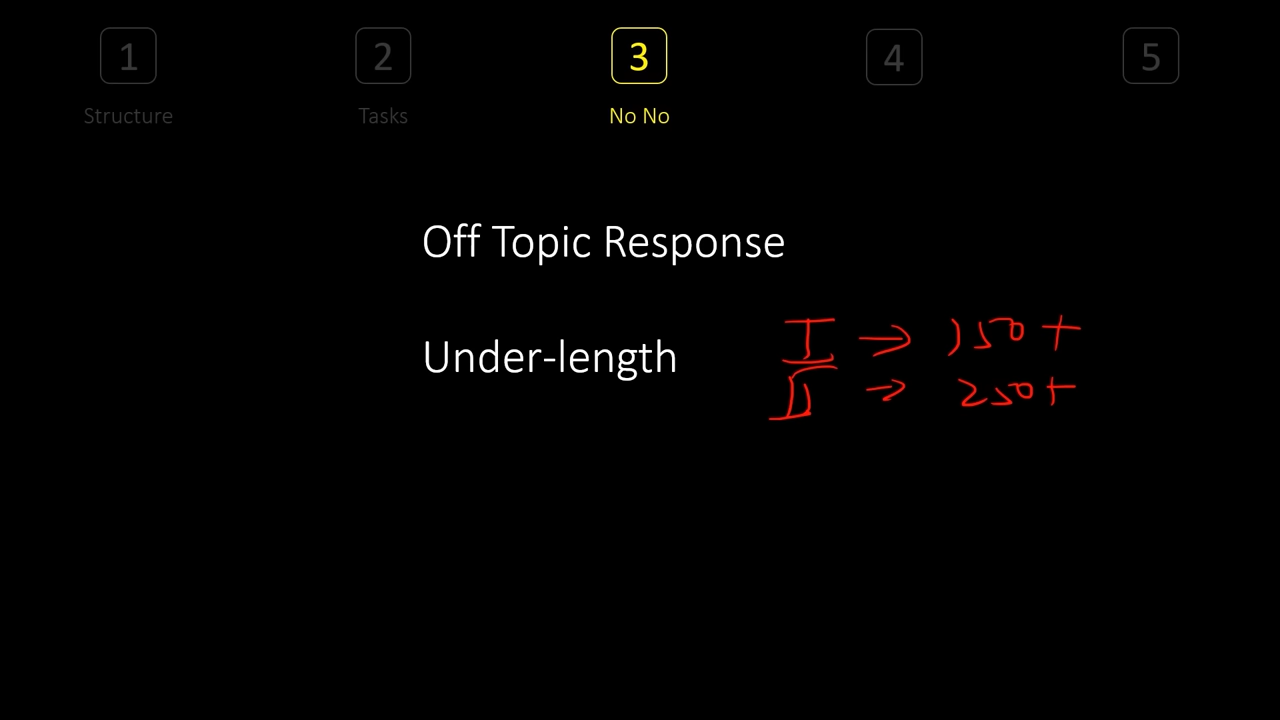 1 2 3 4 5
Structure Tasks No No
Off Topic Response
I → 150+
Under-length
II → 250+